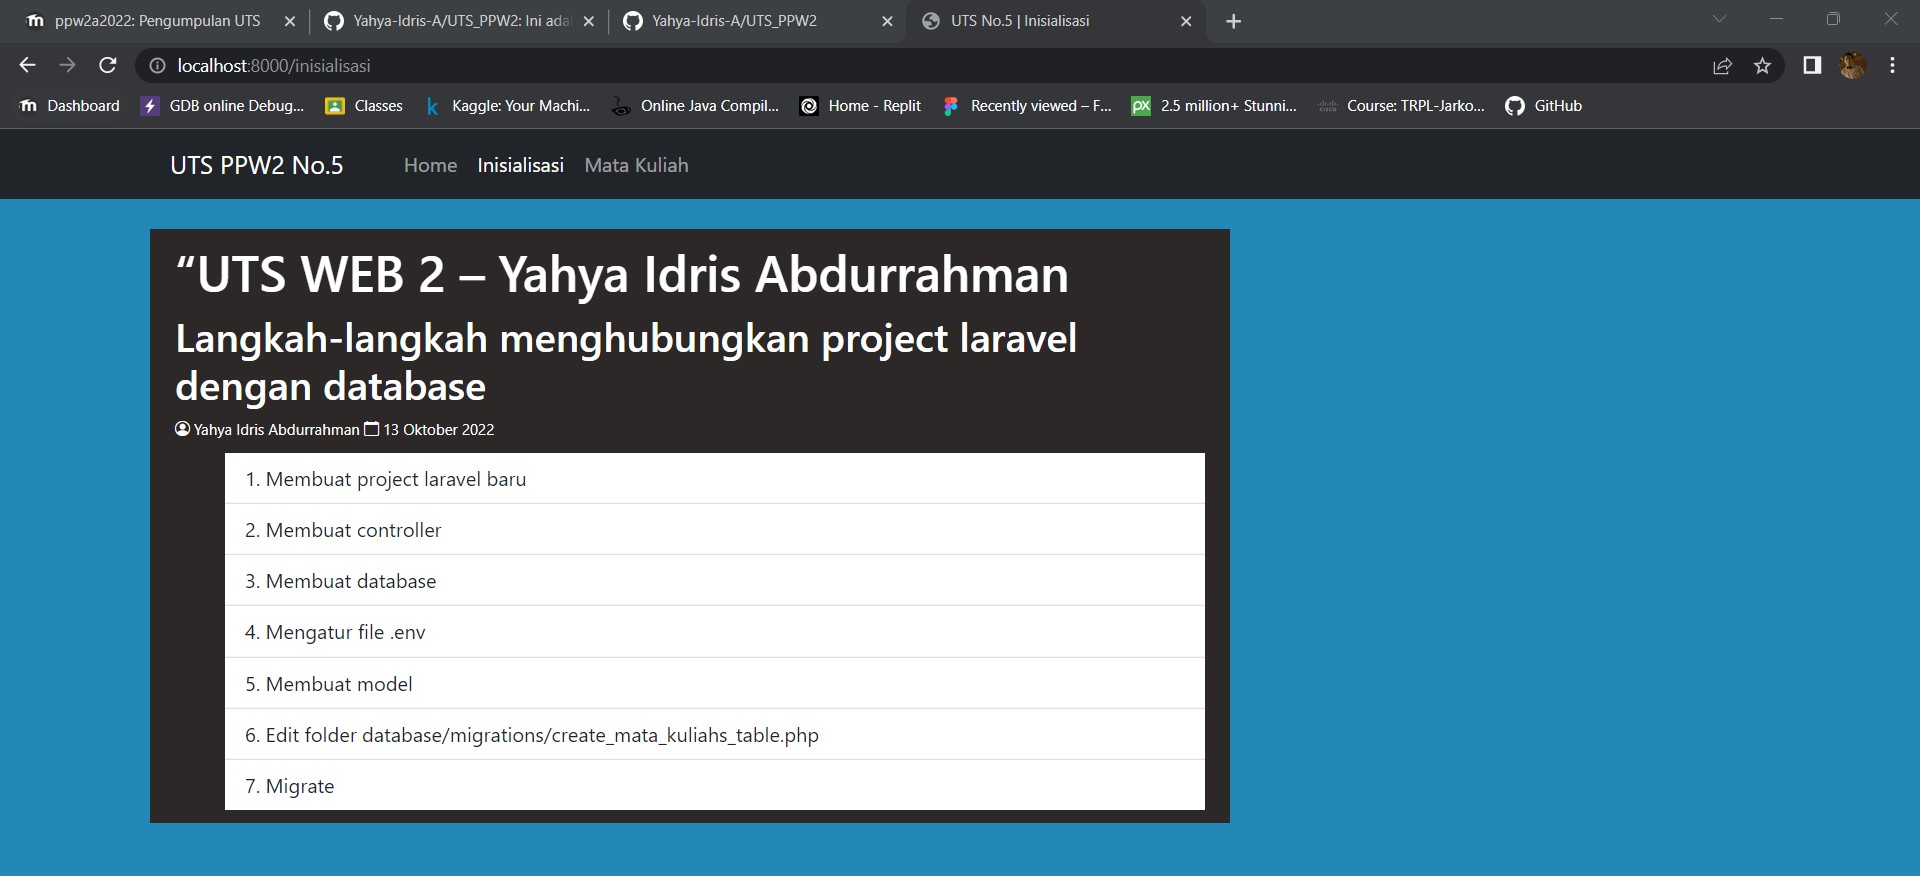 ppw2a2022: Pengumpulan UTS
Yahya-Idris-A/UTS_PPW2: Ini ada
Yahya-Idris-A/UTS_PPW2
UTS No.5 | Inisialisasi
localhost:8000/inisialisasi
Dashboard
GDB online Debug...
Classes
Kaggle: Your Machi...
Online Java Compil...
Home - Replit
Recently viewed – F...
2.5 million+ Stunni...
Course: TRPL-Jarko...
GitHub
UTS PPW2 No.5 Home Inisialisasi Mata Kuliah
“UTS WEB 2 – Yahya Idris Abdurrahman
Langkah-langkah menghubungkan project laravel
dengan database
Yahya Idris Abdurrahman 13 Oktober 2022
1. Membuat project laravel baru
2. Membuat controller
3. Membuat database
4. Mengatur file .env
5. Membuat model
6. Edit folder database/migrations/create_mata_kuliahs_table.php
7. Migrate